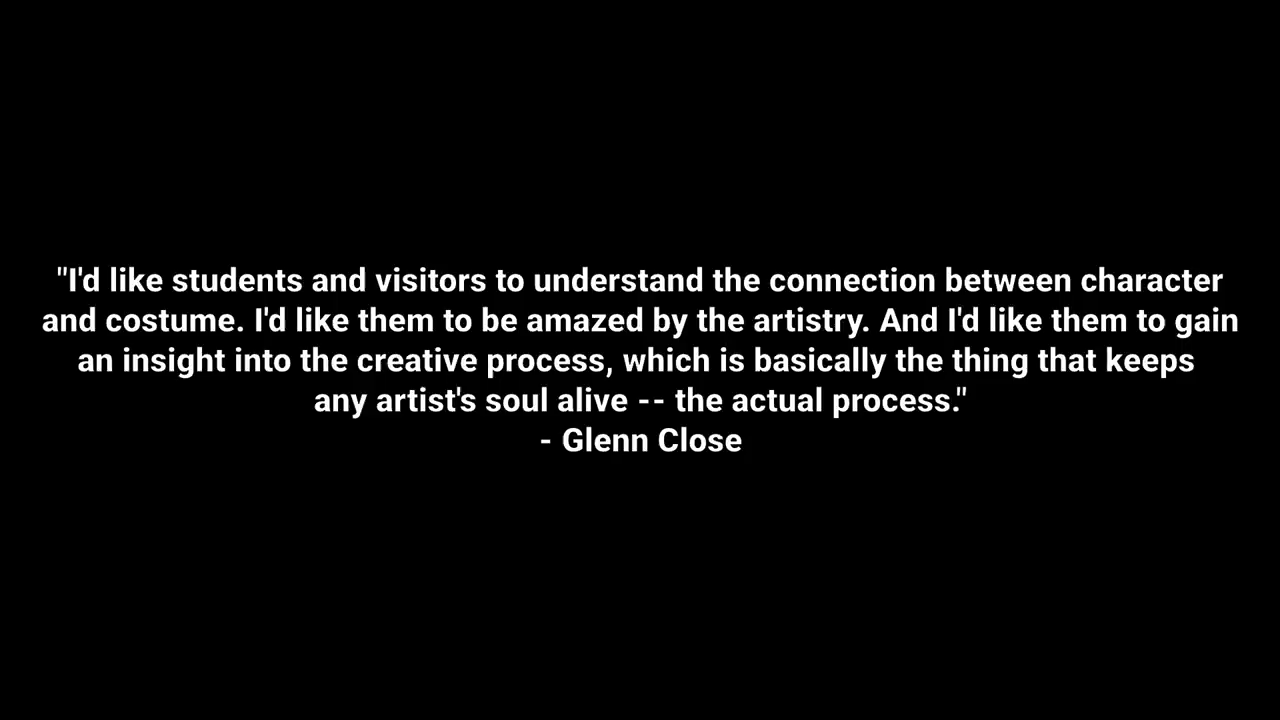 "I'd like students and visitors to understand the connection between character
and costume. I'd like them to be amazed by the artistry. And I'd like them to gain
an insight into the creative process, which is basically the thing that keeps
any artist's soul alive -- the actual process."
- Glenn Close